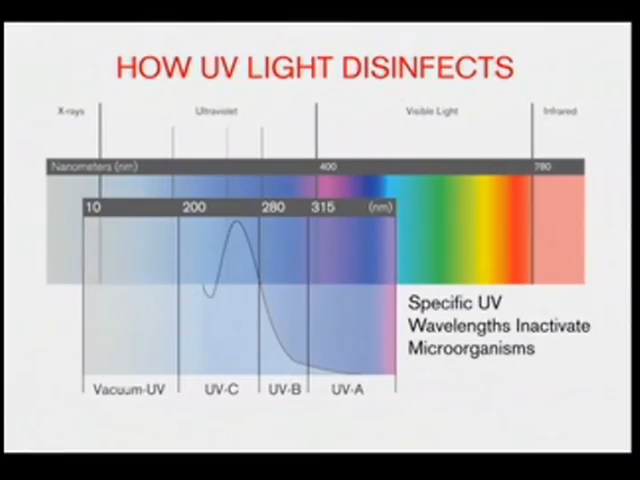 HOW UV LIGHT DISINFECTS
X-rays Ultraviolet Visible Light Infrared
Nanometers (nm) 400 780
10 200 280 315 (nm)
Specific UV
Wavelengths Inactivate
Microorganisms
Vacuum-UV UV-C UV-B UV-A